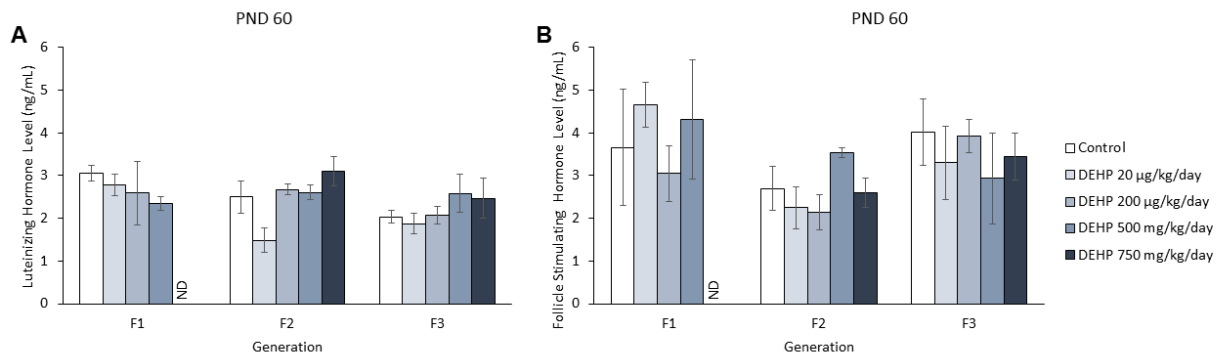 A
PND 60
Luteinizing Hormone Level (ng/mL)
6
5
4
3
2
1
0
ND
F1
F2
F3
Generation
B
PND 60
Follicle Stimulating Hormone Level (ng/mL)
6
5
4
3
2
1
0
ND
F1
F2
F3
Generation
Control
DEHP 20 µg/kg/day
DEHP 200 µg/kg/day
DEHP 500 mg/kg/day
DEHP 750 mg/kg/day